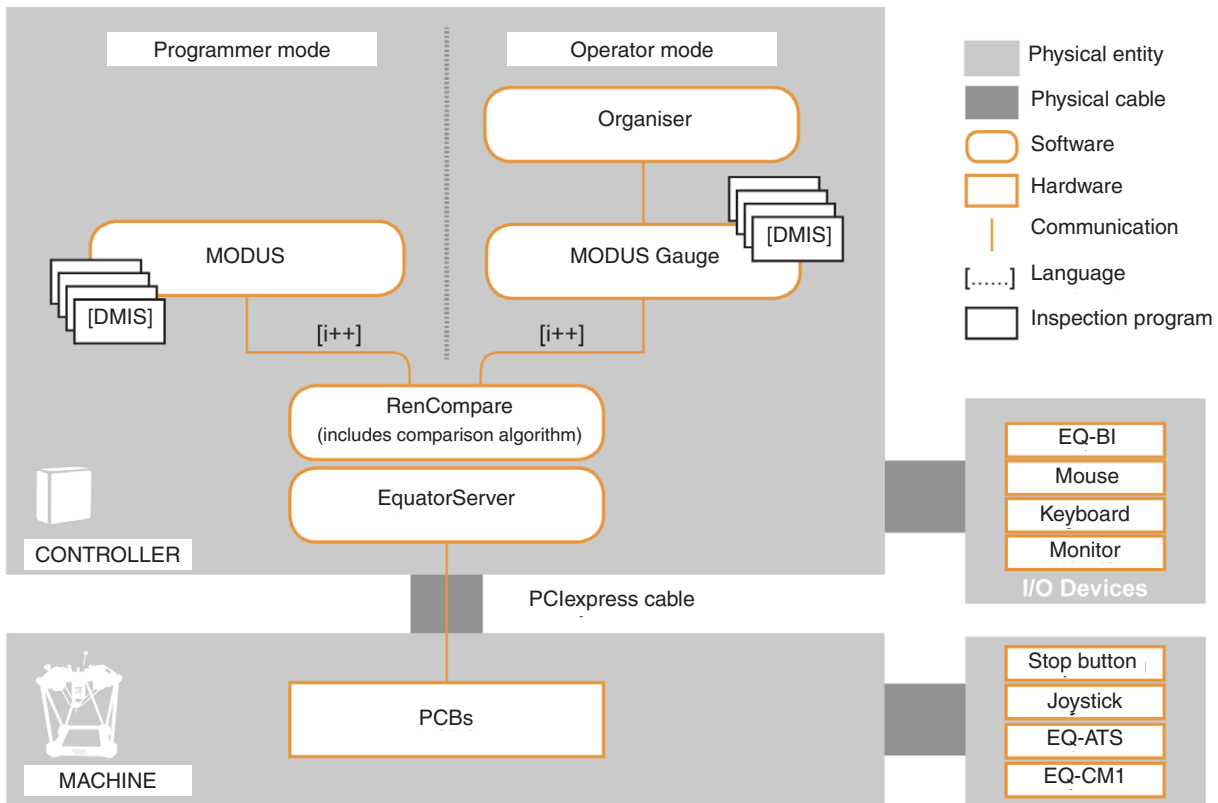 Programmer mode
Operator mode
Organiser
MODUS
[DMIS]
MODUS Gauge
[DMIS]
[i++]
[i++]
RenCompare
(includes comparison algorithm)
EquatorServer
CONTROLLER
PCIexpress cable
PCBs
MACHINE
Physical entity
Physical cable
Software
Hardware
Communication
[......] Language
Inspection program
EQ-BI
Mouse
Keyboard
Monitor
I/O Devices
Stop button
Joystick
EQ-ATS
EQ-CM1